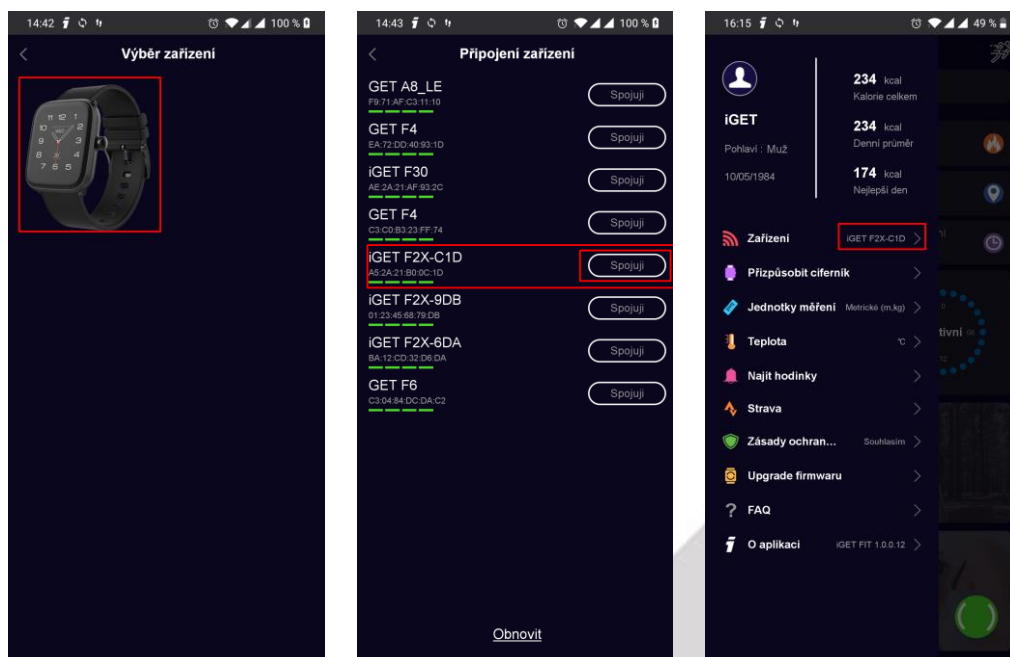 14:42 100 %
Výběr zařízení
14:43 100 %
Připojení zařízení
GET A8_LE
F9:71:AF:C3:11:10
Spojuji
GET F4
EA:72:DD:40:93:1D
Spojuji
iGET F30
AE:2A:21:AF:93:2C
Spojuji
GET F4
C3:C0:B3:23:FF:74
Spojuji
iGET F2X-C1D
A5:2A:21:B0:0C:1D
Spojuji
iGET F2X-9DB
01:23:45:68:79:DB
Spojuji
iGET F2X-6DA
BA:12:CD:32:D6:DA
Spojuji
GET F6
C3:04:84:DC:DA:C2
Spojuji
Obnovit
16:15 49 %
234 kcal
Kalorie celkem
iGET
234 kcal
Denní průměr
Pohlaví : Muž
174 kcal
Nejlepší den
10/05/1984
Zařízení iGET F2X-C1D
Přizpůsobit ciferník
Jednotky měření Metrické (m,kg)
Teplota °C
Najít hodinky
Strava
Zásady ochran... Souhlasím
Upgrade firmwaru
FAQ
O aplikaci iGET FIT 1.0.0.12
tivní